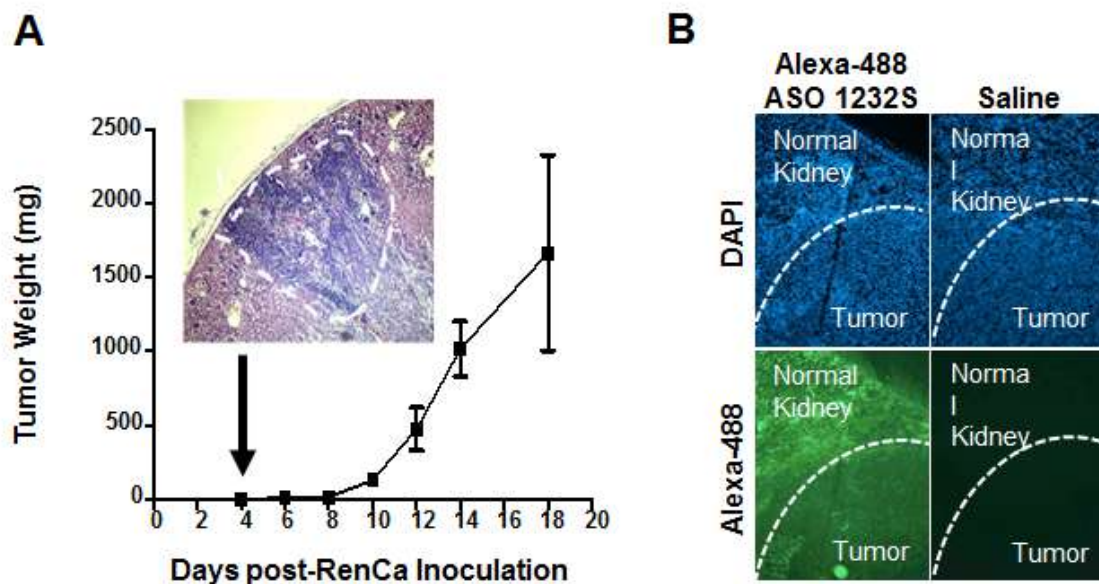 A
Tumor Weight (mg)
2500
2000
1500
1000
500
0
0 2 4 6 8 10 12 14 16 18 20
Days post-RenCa Inoculation
B
Alexa-488
ASO 1232S
Saline
DAPI
Normal
Kidney
Tumor
Norma
l
Kidney
Tumor
Alexa-488
Normal
Kidney
Tumor
Norma
l
Kidney
Tumor